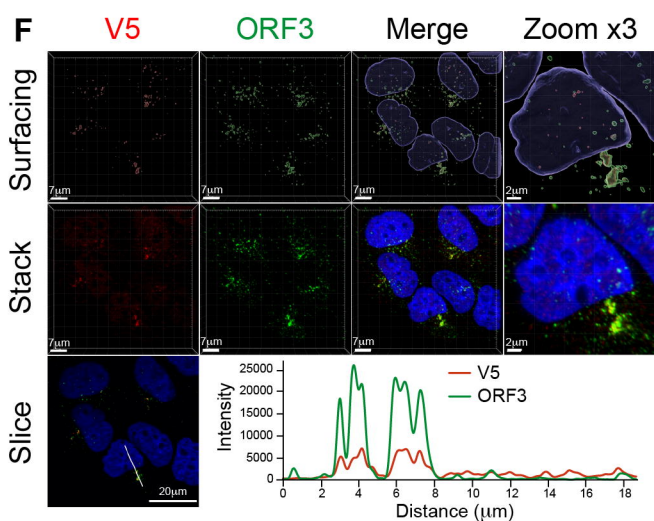 F V5 ORF3 Merge Zoom x3
Surfacing
7μm 7μm 7μm 2μm
Stack
7μm 7μm 7μm 2μm
Slice
20μm
Intensity
25000
20000
15000
10000
5000
0
V5
ORF3
0 2 4 6 8 10 12 14 16 18
Distance (μm)